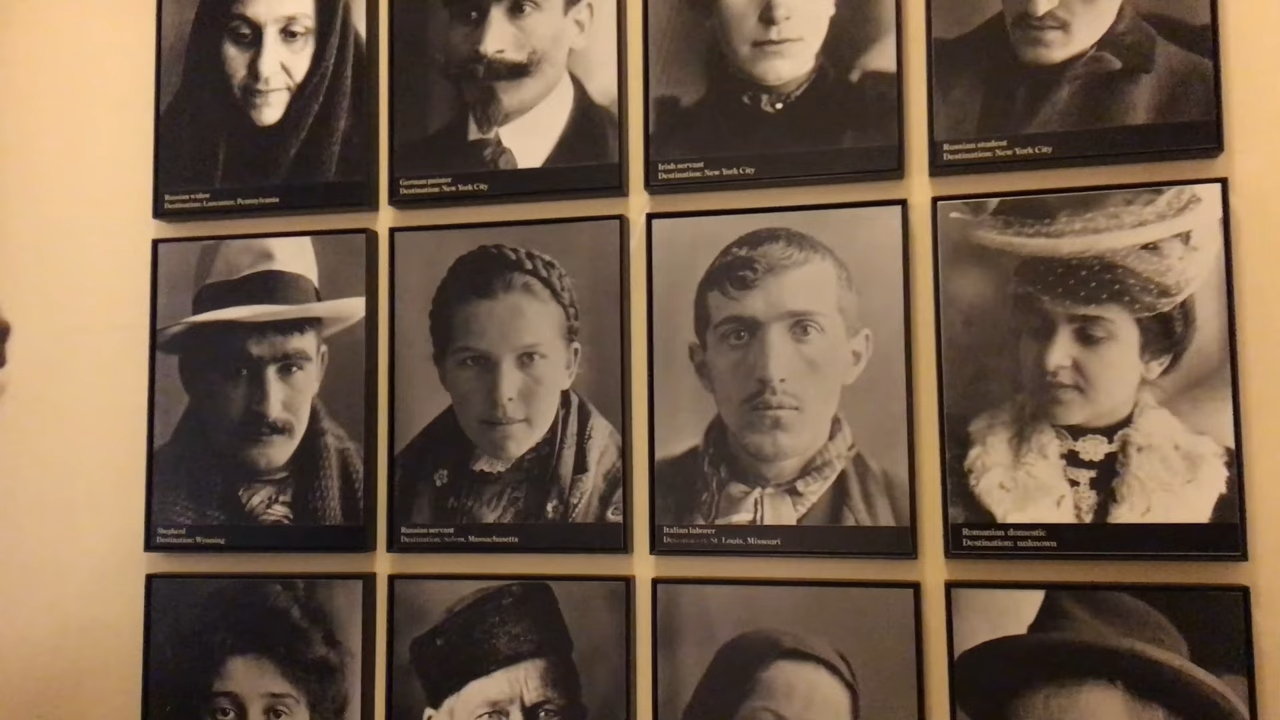 Russian widow
Destination: Lancaster, Pennsylvania
German painter
Destination: New York City
Irish servant
Destination: New York City
Russian student
Destination: New York City
Shepherd
Destination: Wyoming
Russian servant
Destination: Salem, Massachusetts
Italian laborer
Destination: St. Louis, Missouri
Romanian domestic
Destination: unknown